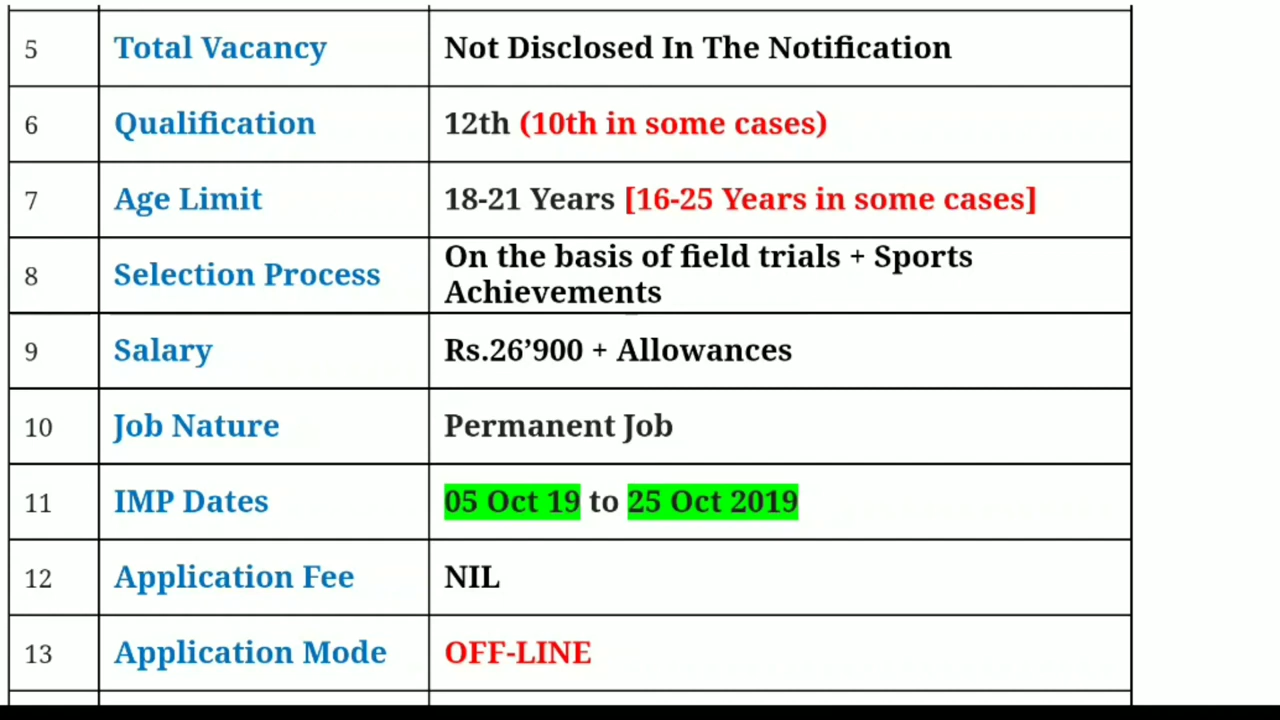 5 Total Vacancy Not Disclosed In The Notification
6 Qualification 12th (10th in some cases)
7 Age Limit 18-21 Years [16-25 Years in some cases]
8 Selection Process On the basis of field trials + Sports
Achievements
9 Salary Rs.26’900 + Allowances
10 Job Nature Permanent Job
11 IMP Dates 05 Oct 19 to 25 Oct 2019
12 Application Fee NIL
13 Application Mode OFF-LINE